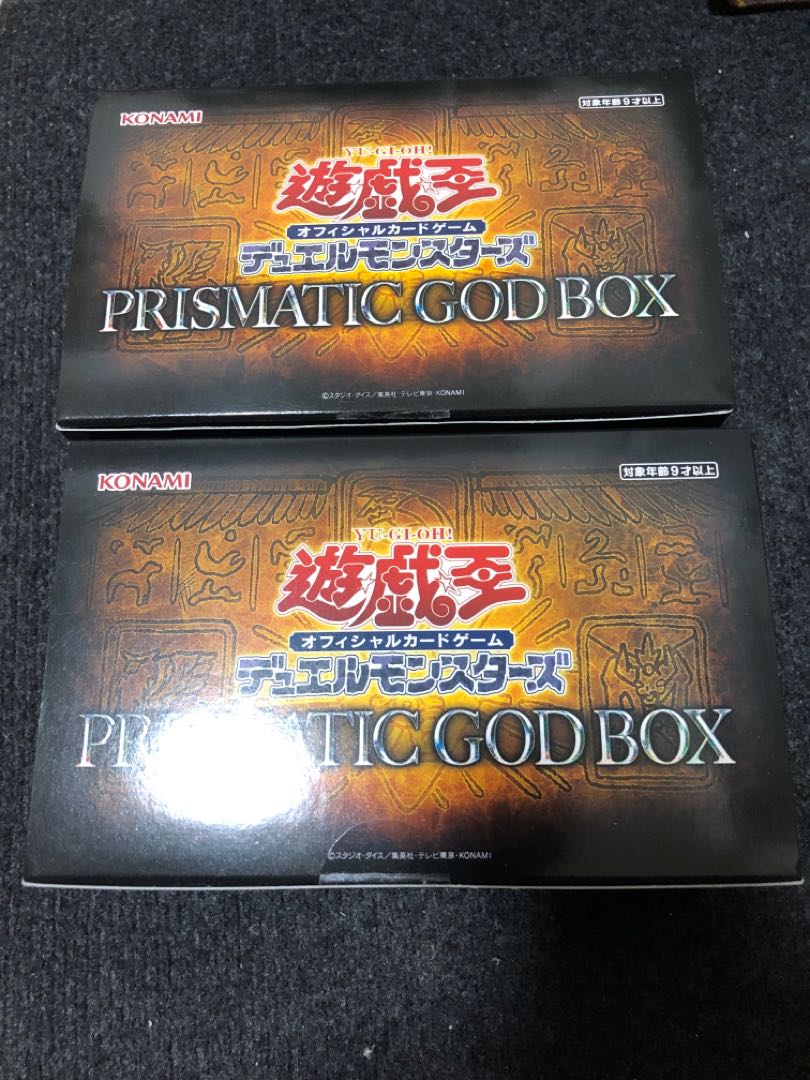 KONAMI
対象年齢9才以上
YU-GI-OH!
遊☆戯☆王
オフィシャルカードゲーム
デュエルモンスターズ
PRISMATIC GOD BOX
©スタジオ・ダイス/集英社・テレビ東京・KONAMI
KONAMI
対象年齢9才以上
YU-GI-OH!
遊☆戯☆王
オフィシャルカードゲーム
デュエルモンスターズ
PRISMATIC GOD BOX
©スタジオ・ダイス/集英社・テレビ東京・KONAMI